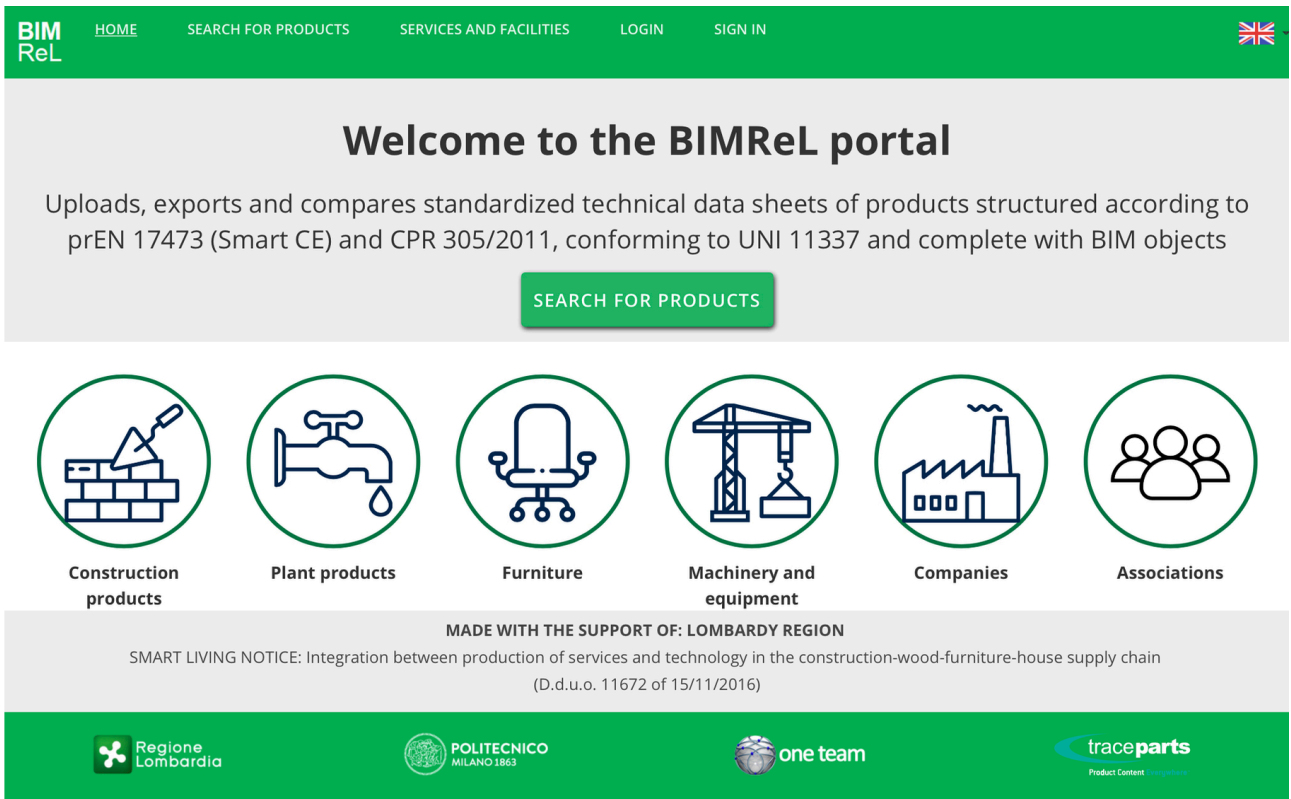 BIM
ReL
HOME
SEARCH FOR PRODUCTS
SERVICES AND FACILITIES
LOGIN
SIGN IN
Welcome to the BIMReL portal
Uploads, exports and compares standardized technical data sheets of products structured according to
prEN 17473 (Smart CE) and CPR 305/2011, conforming to UNI 11337 and complete with BIM objects
SEARCH FOR PRODUCTS
Construction
products
Plant products
Furniture
Machinery and
equipment
Companies
Associations
MADE WITH THE SUPPORT OF: LOMBARDY REGION
SMART LIVING NOTICE: Integration between production of services and technology in the construction-wood-furniture-house supply chain
(D.d.u.o. 11672 of 15/11/2016)
Regione
Lombardia
POLITECNICO
MILANO 1863
one team
traceparts
Product Content